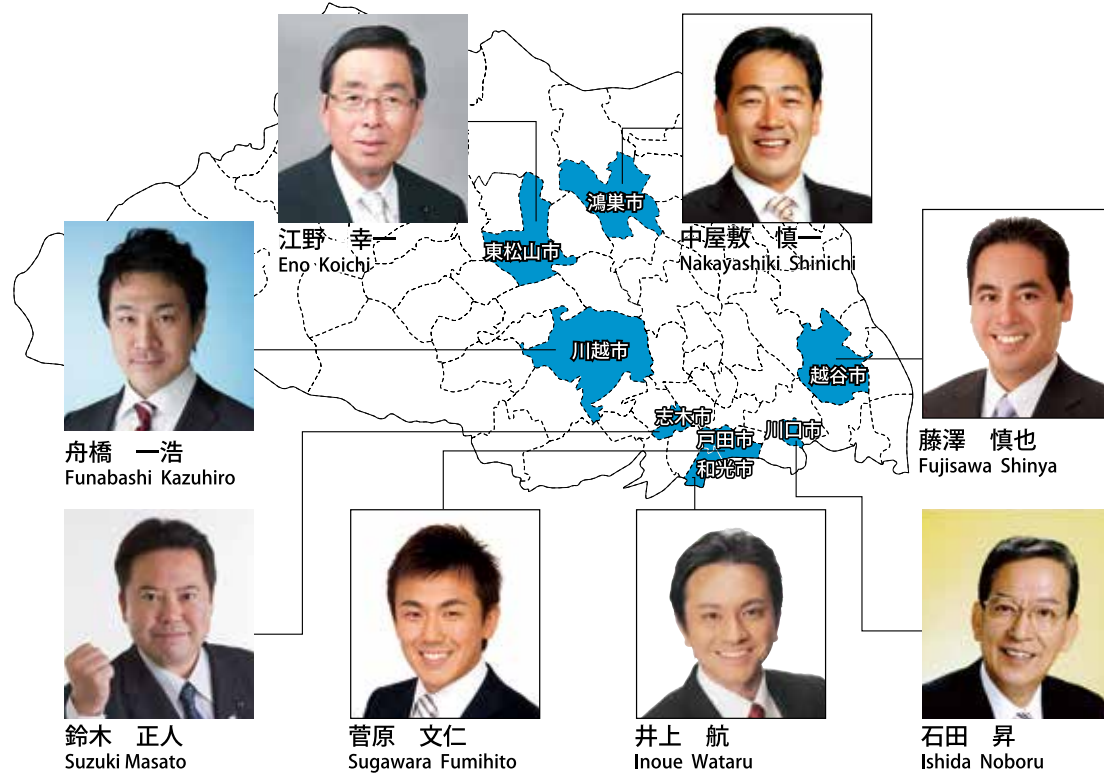 江野　幸一
Eno Koichi
中屋敷　慎一
Nakayashiki Shinichi
鴻巣市
東松山市
川越市
越谷市
志木市
戸田市
川口市
和光市
舟橋　一浩
Funabashi Kazuhiro
藤澤　慎也
Fujisawa Shinya
鈴木　正人
Suzuki Masato
菅原　文仁
Sugawara Fumihito
井上　航
Inoue Wataru
石田　昇
Ishida Noboru